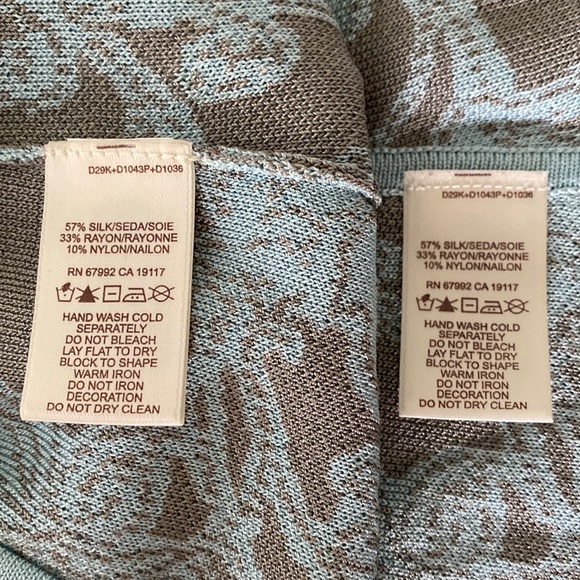 D29K+D1043P+D1036
57% SILK/SEDA/SOIE
33% RAYON/RAYONNE
10% NYLON/NAILON
RN 67992 CA 19117
HAND WASH COLD
SEPARATELY
DO NOT BLEACH
LAY FLAT TO DRY
BLOCK TO SHAPE
WARM IRON
DO NOT IRON
DECORATION
DO NOT DRY CLEAN
D29K+D1043P+D1036
57% SILK/SEDA/SOIE
33% RAYON/RAYONNE
10% NYLON/NAILON
RN 67992 CA 19117
HAND WASH COLD
SEPARATELY
DO NOT BLEACH
LAY FLAT TO DRY
BLOCK TO SHAPE
WARM IRON
DO NOT IRON
DECORATION
DO NOT DRY CLEAN